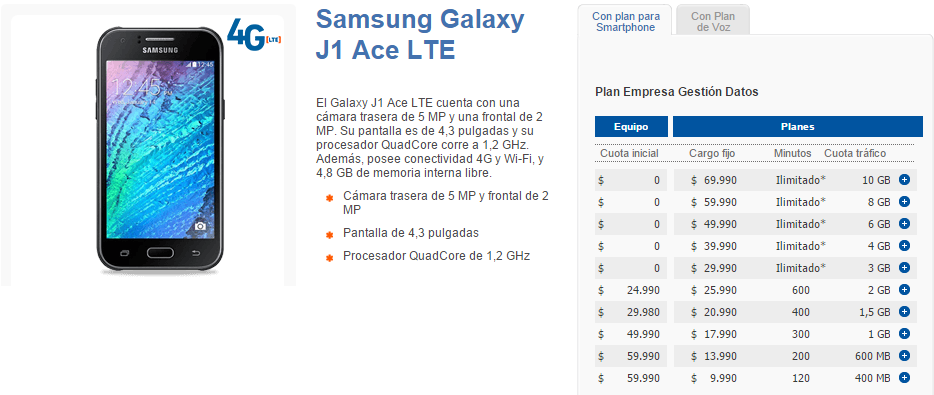 4G [LTE]
SAMSUNG
12:45
Samsung Galaxy
J1 Ace LTE
El Galaxy J1 Ace LTE cuenta con una
cámara trasera de 5 MP y una frontal de 2
MP. Su pantalla es de 4,3 pulgadas y su
procesador QuadCore corre a 1,2 GHz.
Además, posee conectividad 4G y Wi-Fi, y
4,8 GB de memoria interna libre.
Cámara trasera de 5 MP y frontal de 2
MP
Pantalla de 4,3 pulgadas
Procesador QuadCore de 1,2 GHz
Con plan para
Smartphone
Con Plan
de Voz
Plan Empresa Gestión Datos
Equipo Planes
Cuota inicial Cargo fijo Minutos Cuota tráfico
$ 0 $ 69.990 Ilimitado* 10 GB
$ 0 $ 59.990 Ilimitado* 8 GB
$ 0 $ 49.990 Ilimitado* 6 GB
$ 0 $ 39.990 Ilimitado* 4 GB
$ 0 $ 29.990 Ilimitado* 3 GB
$ 24.990 $ 25.990 600 2 GB
$ 29.980 $ 20.990 400 1,5 GB
$ 49.990 $ 17.990 300 1 GB
$ 59.990 $ 13.990 200 600 MB
$ 59.990 $ 9.990 120 400 MB